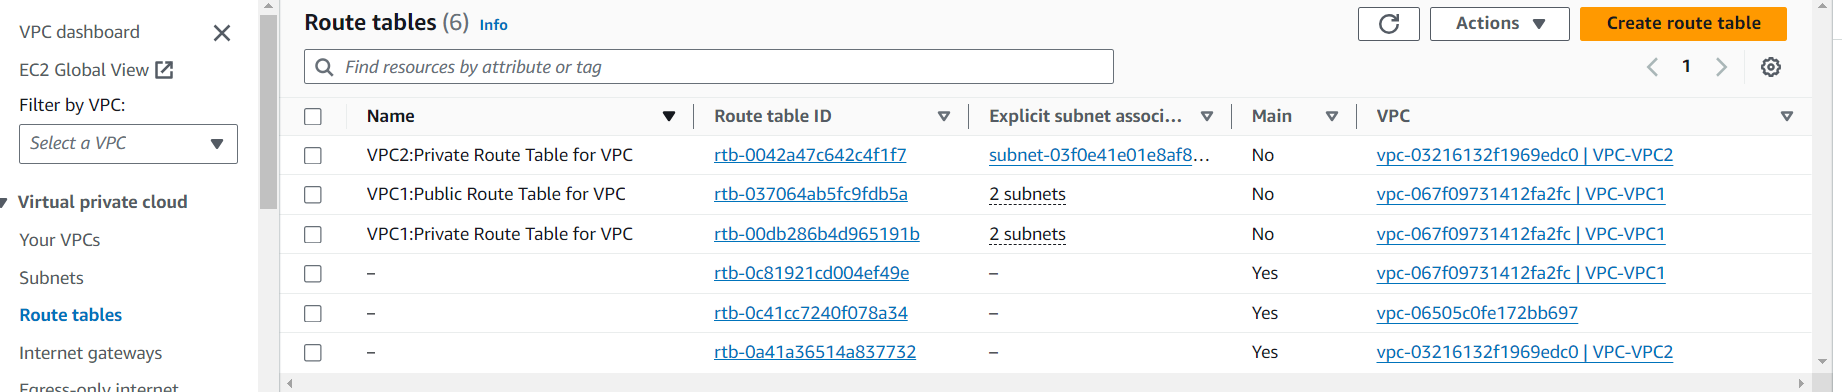 VPC dashboard
EC2 Global View
Filter by VPC:
Select a VPC
Virtual private cloud
Your VPCs
Subnets
Route tables
Internet gateways
Egress-only internet
Route tables (6) Info
Actions
Create route table
Find resources by attribute or tag
1
Name Route table ID Explicit subnet associ... Main VPC
VPC2:Private Route Table for VPC rtb-0042a47c642c4f1f7 subnet-03f0e41e01e8af8... No vpc-03216132f1969edc0 | VPC-VPC2
VPC1:Public Route Table for VPC rtb-037064ab5fc9fdb5a 2 subnets No vpc-067f09731412fa2fc | VPC-VPC1
VPC1:Private Route Table for VPC rtb-00db286b4d965191b 2 subnets No vpc-067f09731412fa2fc | VPC-VPC1
– rtb-0c81921cd004ef49e – Yes vpc-067f09731412fa2fc | VPC-VPC1
– rtb-0c41cc7240f078a34 – Yes vpc-06505c0fe172bb697
– rtb-0a41a36514a837732 – Yes vpc-03216132f1969edc0 | VPC-VPC2